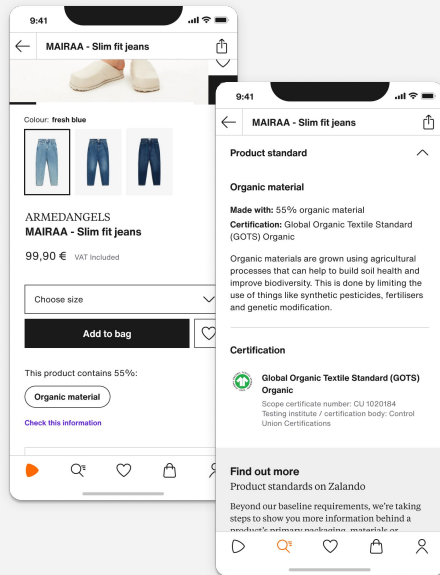 9:41
MAIRAA - Slim fit jeans
Colour: fresh blue
ARMEDANGELS
MAIRAA - Slim fit jeans
99,90 € VAT Included
Choose size
Add to bag
This product contains 55%:
Organic material
Check this information
9:41
MAIRAA - Slim fit jeans
Product standard
Organic material
Made with: 55% organic material
Certification: Global Organic Textile Standard
(GOTS) Organic
Organic materials are grown using agricultural
processes that can help to build soil health and
improve biodiversity. This is done by limiting the
use of things like synthetic pesticides, fertilisers
and genetic modification.
Certification
Global Organic Textile Standard (GOTS)
Organic
Scope certificate number: CU 1020184
Testing institute / certification body: Control
Union Certifications
Find out more
Product standards on Zalando
Beyond our baseline requirements, we're taking
steps to show you more information behind a
product's primary packaging, materials or